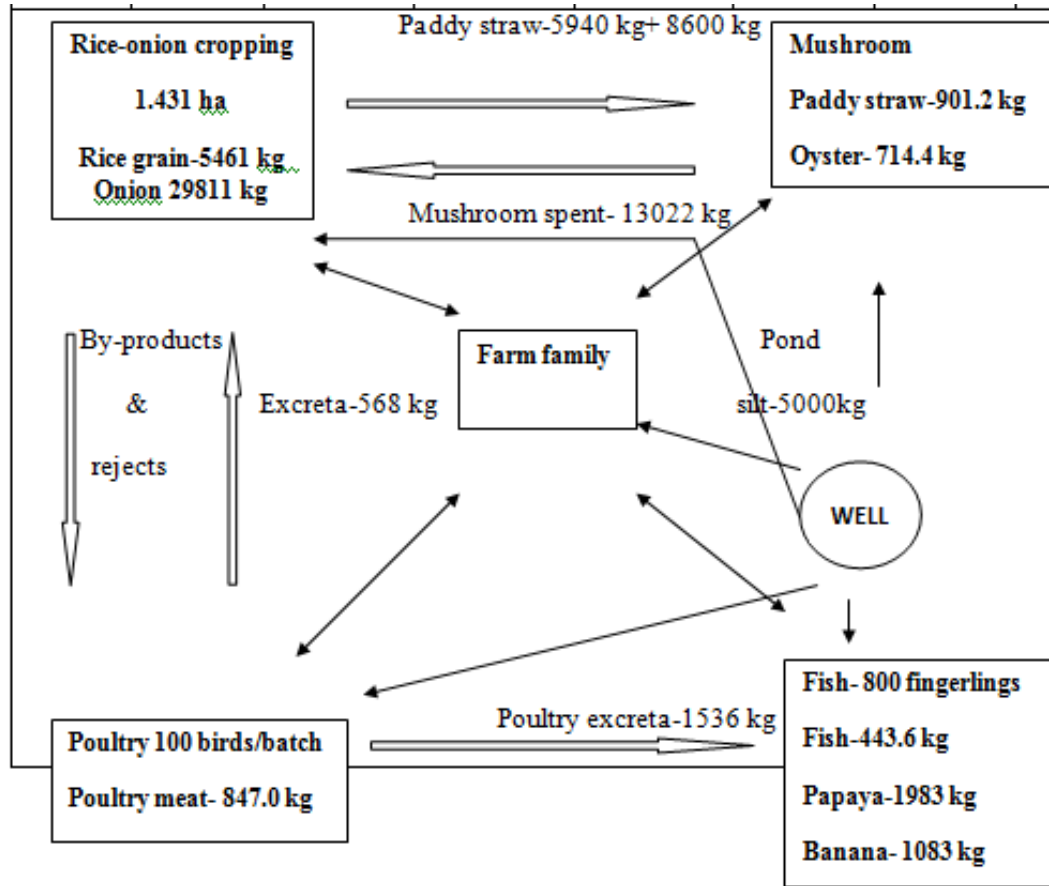 Paddy straw-5940 kg+ 8600 kg
Rice-onion cropping
1.431 ha
Rice grain-5461 kg
Onion 29811 kg
Mushroom
Paddy straw-901.2 kg
Oyster- 714.4 kg
Mushroom spent- 13022 kg
By-products
&
rejects
Excreta-568 kg
Farm family
Pond
silt-5000kg
WELL
Poultry 100 birds/batch
Poultry meat- 847.0 kg
Poultry excreta-1536 kg
Fish- 800 fingerlings
Fish-443.6 kg
Papaya-1983 kg
Banana- 1083 kg